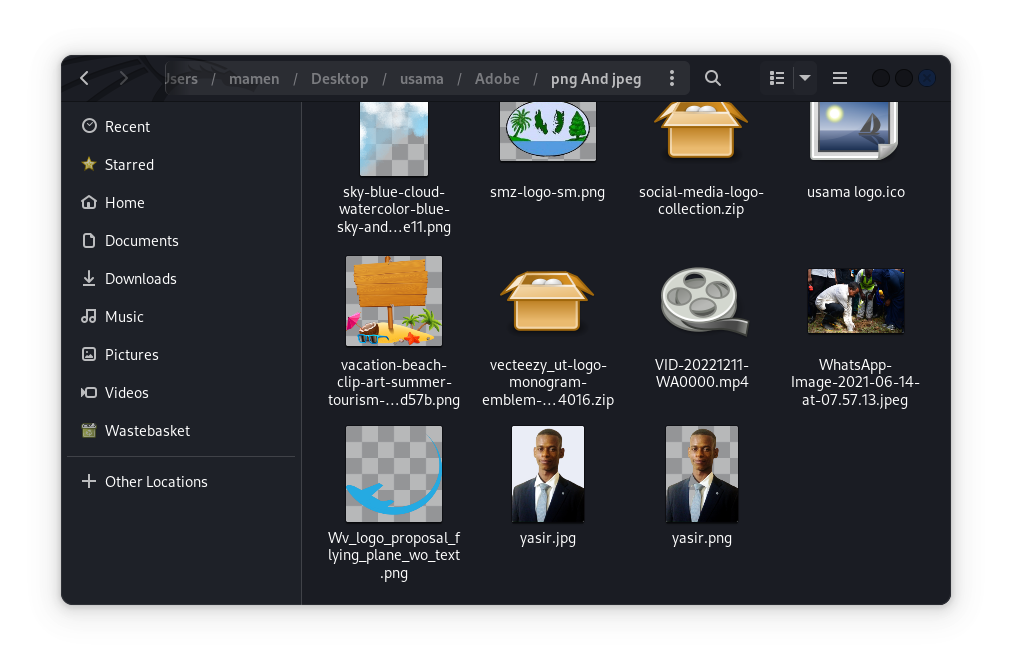 Users / mamen / Desktop / usama / Adobe / png And jpeg
Recent
Starred
Home
Documents
Downloads
Music
Pictures
Videos
Wastebasket
Other Locations
sky-blue-cloud-
watercolor-blue-
sky-and…e11.png
smz-logo-sm.png
social-media-logo-
collection.zip
usama logo.ico
vacation-beach-
clip-art-summer-
tourism-…d57b.png
vecteezy_ut-logo-
monogram-
emblem-…4016.zip
VID-20221211-
WA0000.mp4
WhatsApp-
Image-2021-06-14-
at-07.57.13.jpeg
Wv_logo_proposal_f
lying_plane_wo_text
.png
yasir.jpg
yasir.png